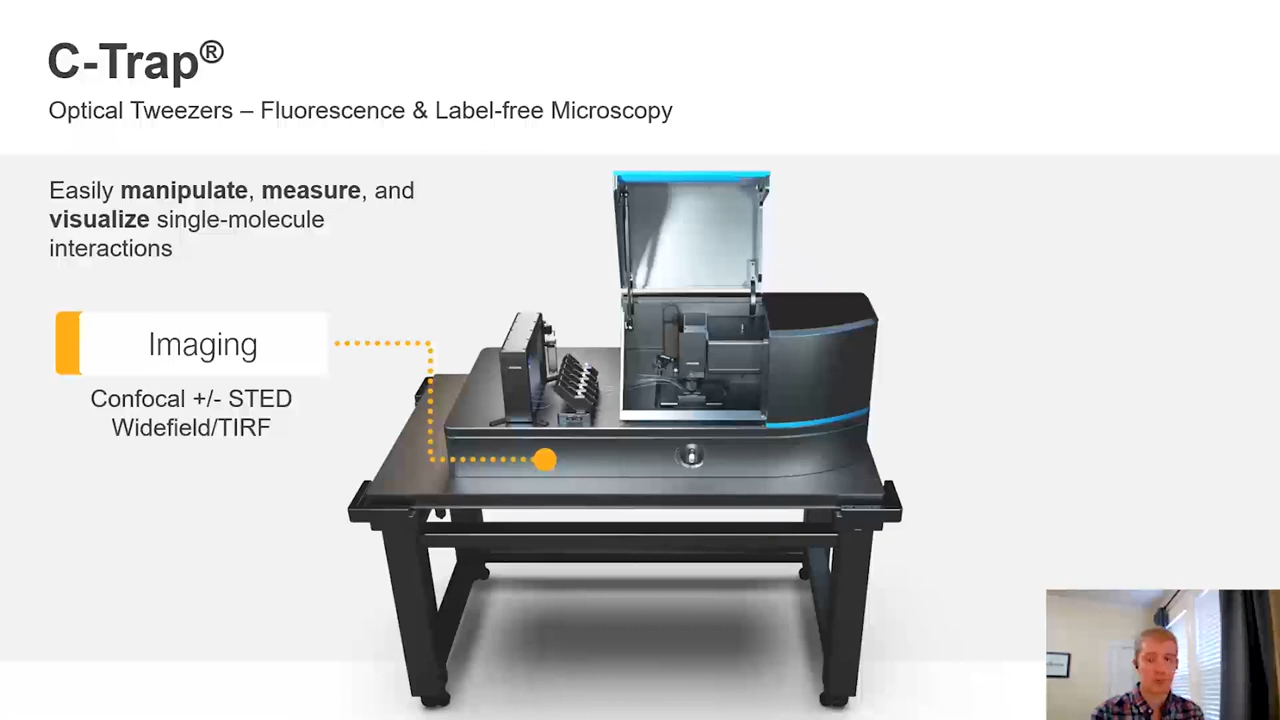 C-Trap®
Optical Tweezers – Fluorescence & Label-free Microscopy
Easily manipulate, measure, and
visualize single-molecule
interactions
Imaging
Confocal +/- STED
Widefield/TIRF